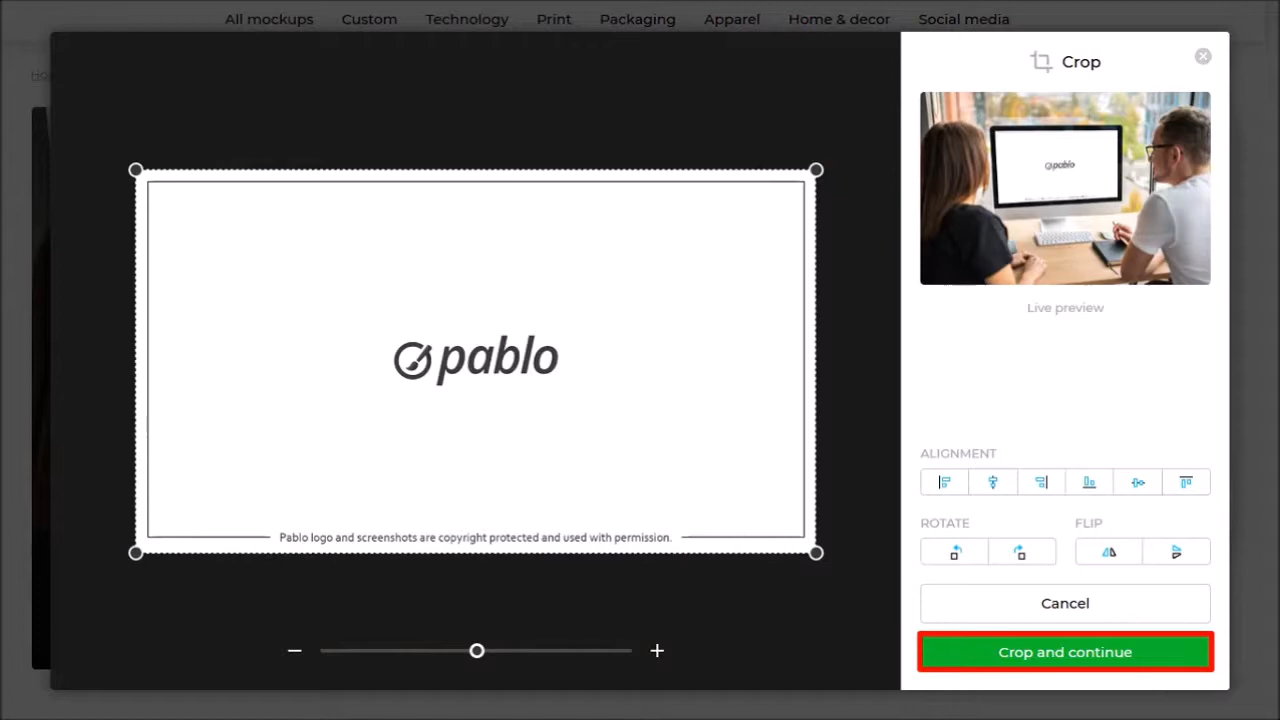 All mockups Custom Technology Print Packaging Apparel Home & decor Social media
Crop
pablo
Live preview
pablo
ALIGNMENT
Pablo logo and screenshots are copyright protected and used with permission.
ROTATE FLIP
Cancel
Crop and continue